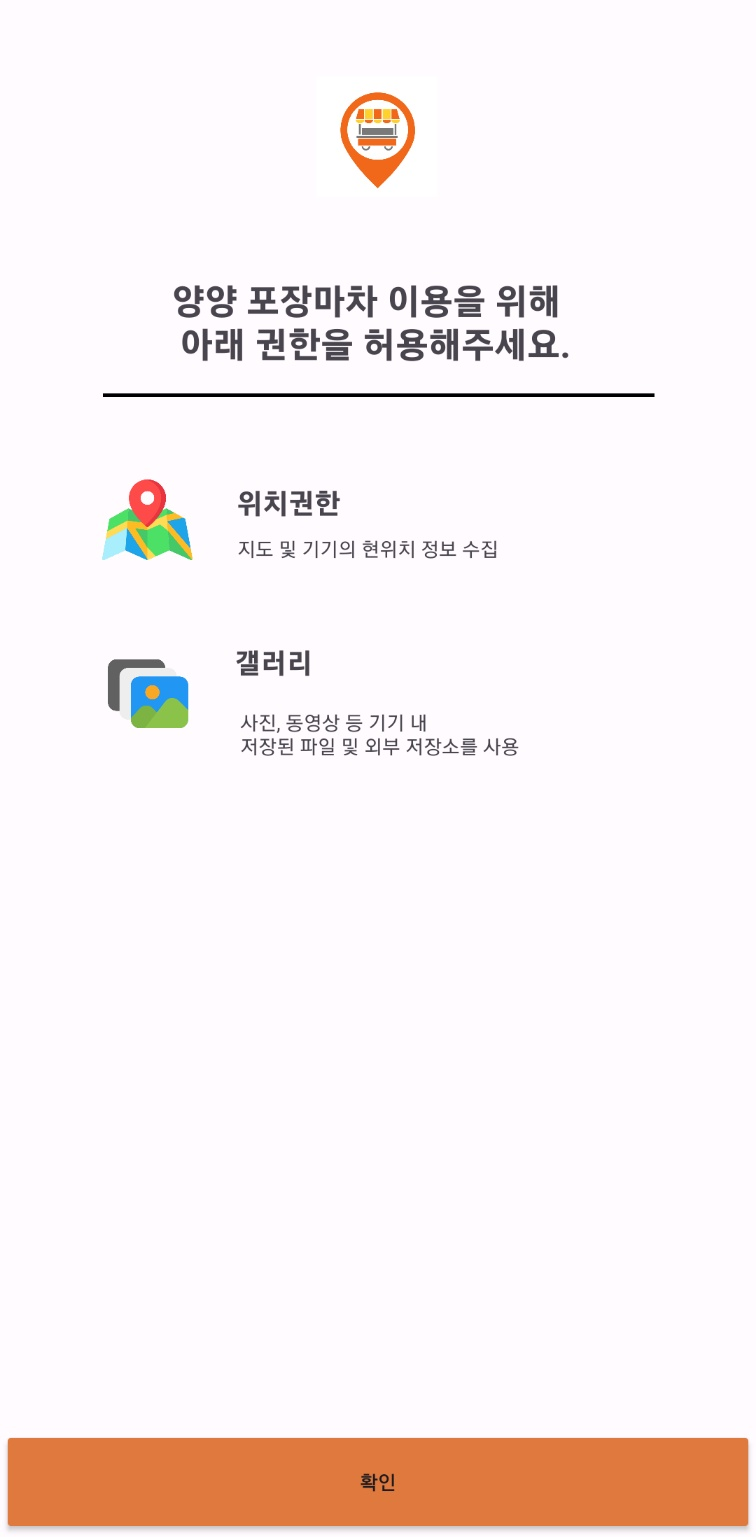 양양 포장마차 이용을 위해
아래 권한을 허용해주세요.
위치권한
지도 및 기기의 현위치 정보 수집
갤러리
사진, 동영상 등 기기 내
저장된 파일 및 외부 저장소를 사용
확인